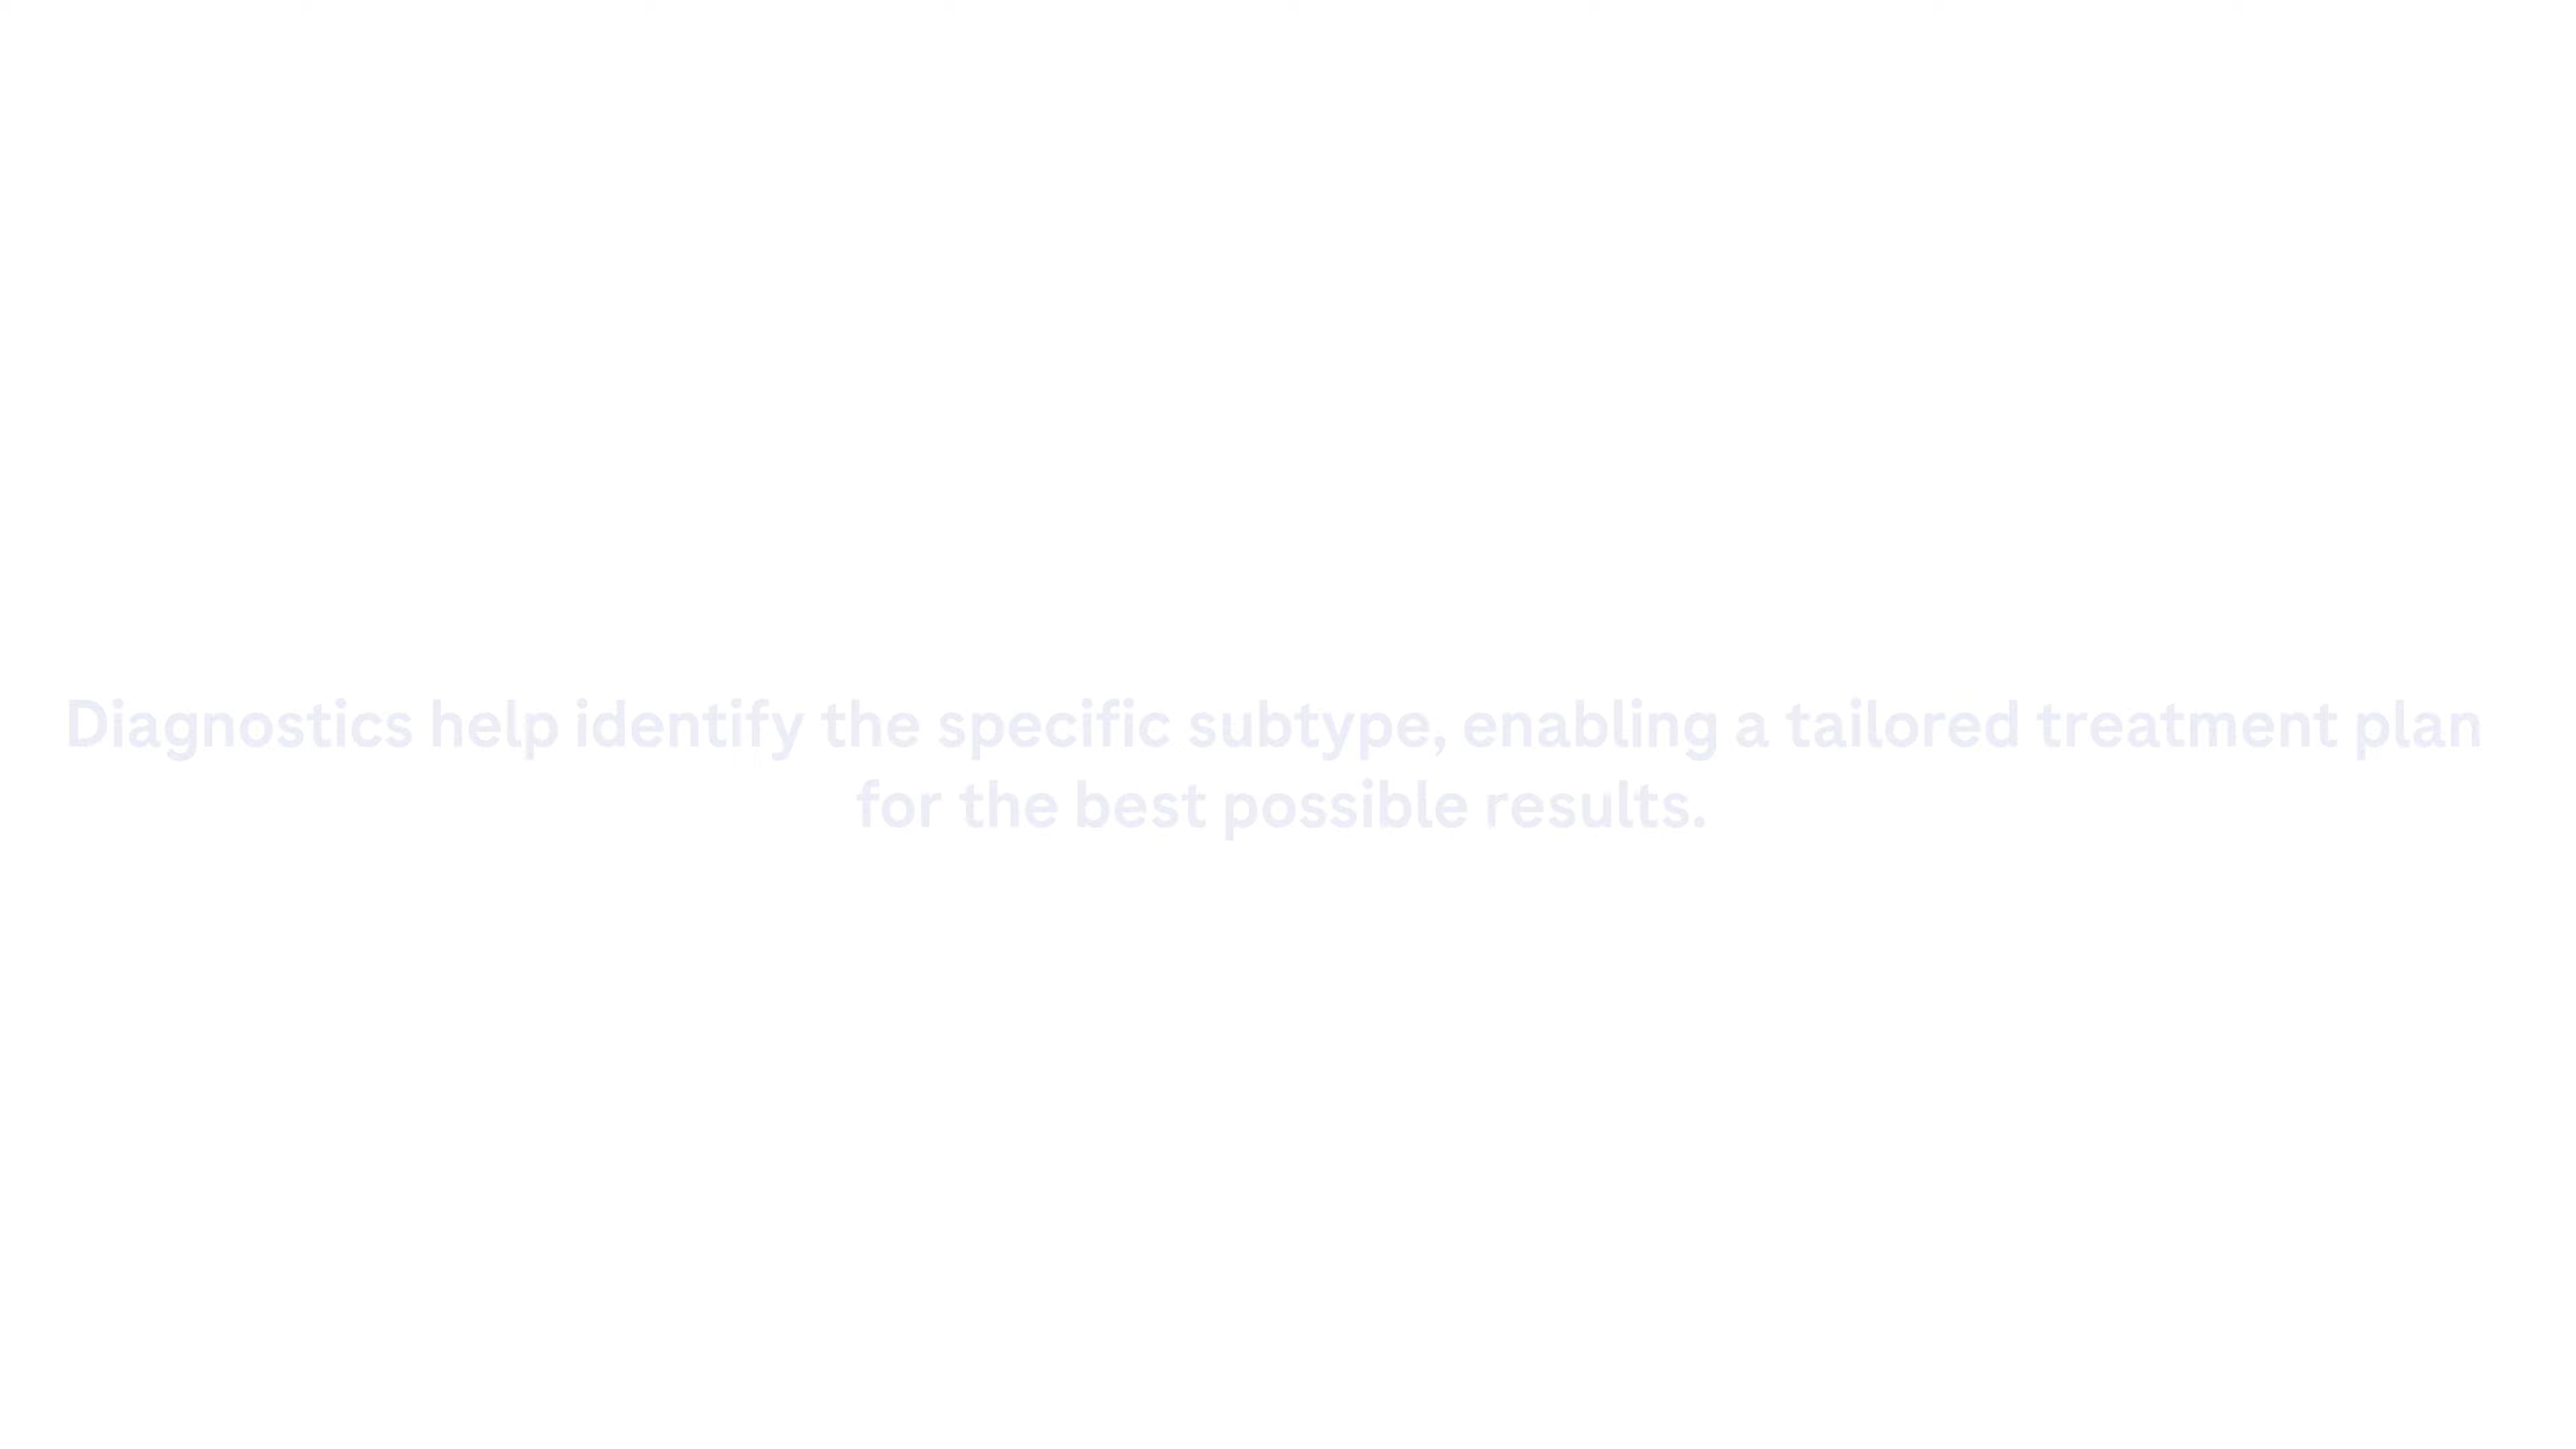 Diagnostics help identify the specific subtype, enabling a tailored treatment plan
for the best possible results.